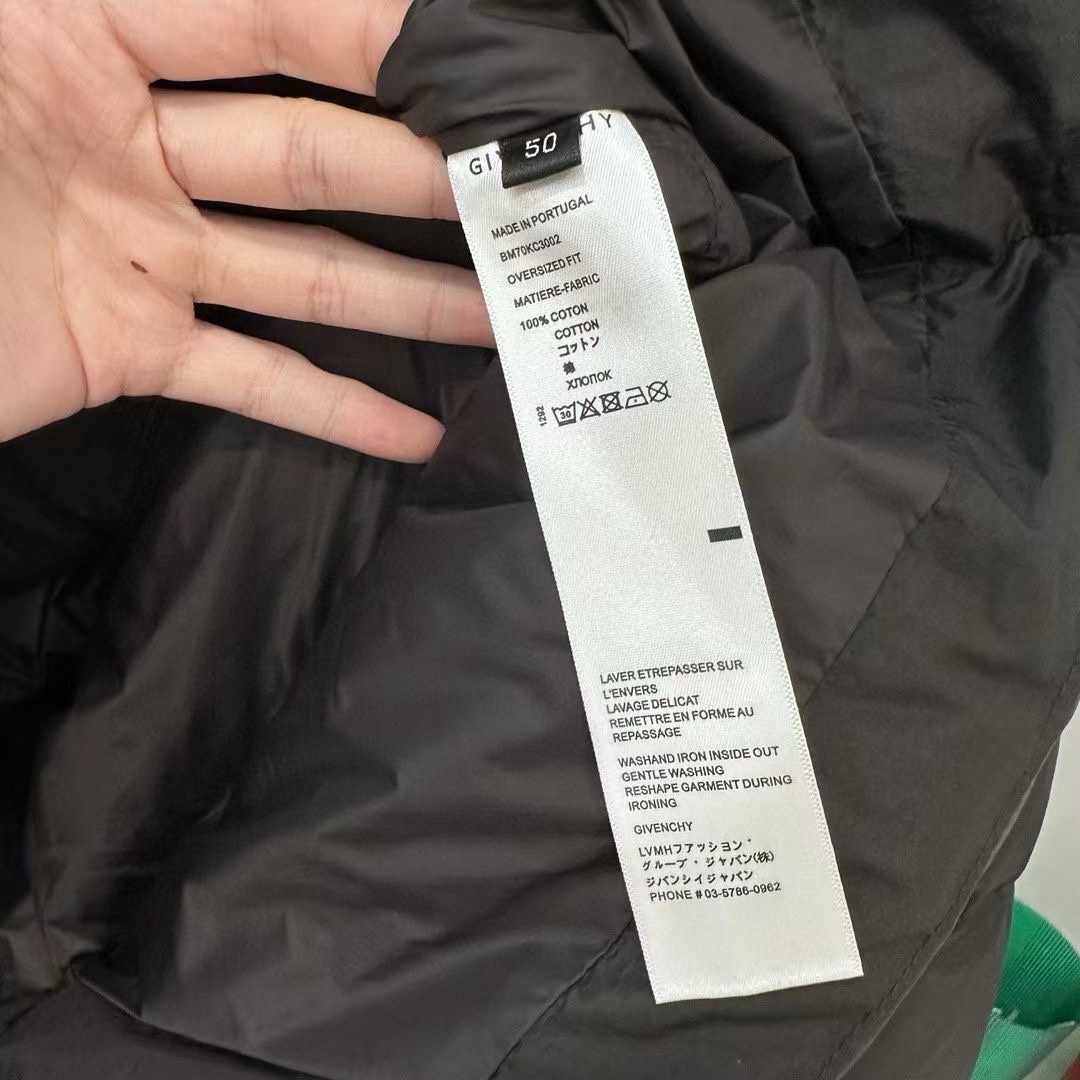 GI HY
50
MADE IN PORTUGAL
BM70KC3002
OVERSIZED FIT
MATIERE-FABRIC
100% COTON
COTTON
コットン
ХЛОПОК
1292
30
LAVER ETREPASSER SUR
L'ENVERS
LAVAGE DELICAT
REMETTRE EN FORME AU
REPASSAGE
WASHAND IRON INSIDE OUT
GENTLE WASHING
RESHAPE GARMENT DURING
IRONING
GIVENCHY
LVMHファッション・
グループ・ジャパン(株)
ジバンシイジャパン
PHONE #03-5786-0962